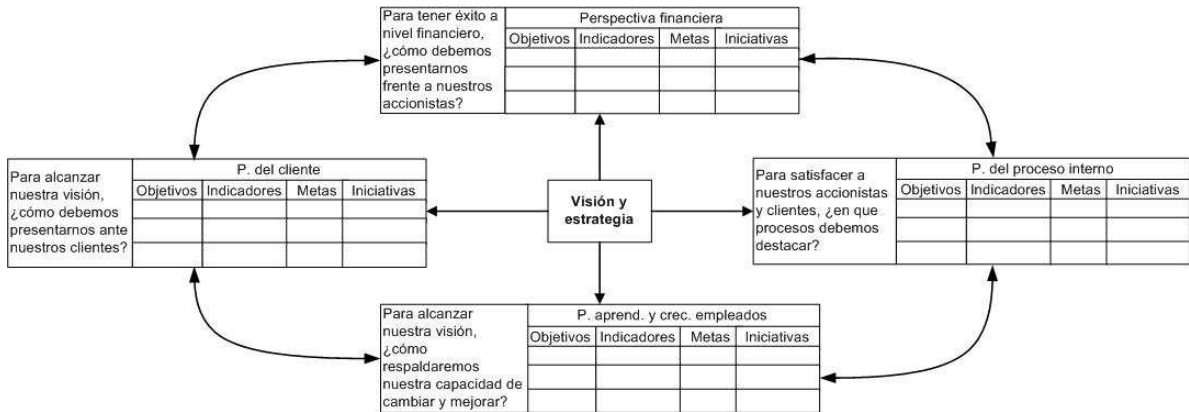 Para tener éxito a
nivel financiero,
¿cómo debemos
presentarnos
frente a nuestros
accionistas?
Perspectiva financiera
Objetivos Indicadores Metas Iniciativas
Para alcanzar
nuestra visión,
¿cómo debemos
presentarnos ante
nuestros clientes?
P. del cliente
Objetivos Indicadores Metas Iniciativas
Visión y
estrategia
Para satisfacer a
nuestros accionistas
y clientes, ¿en que
procesos debemos
destacar?
P. del proceso interno
Objetivos Indicadores Metas Iniciativas
Para alcanzar
nuestra visión,
¿cómo
respaldaremos
nuestra capacidad de
cambiar y mejorar?
P. aprend. y crec. empleados
Objetivos Indicadores Metas Iniciativas